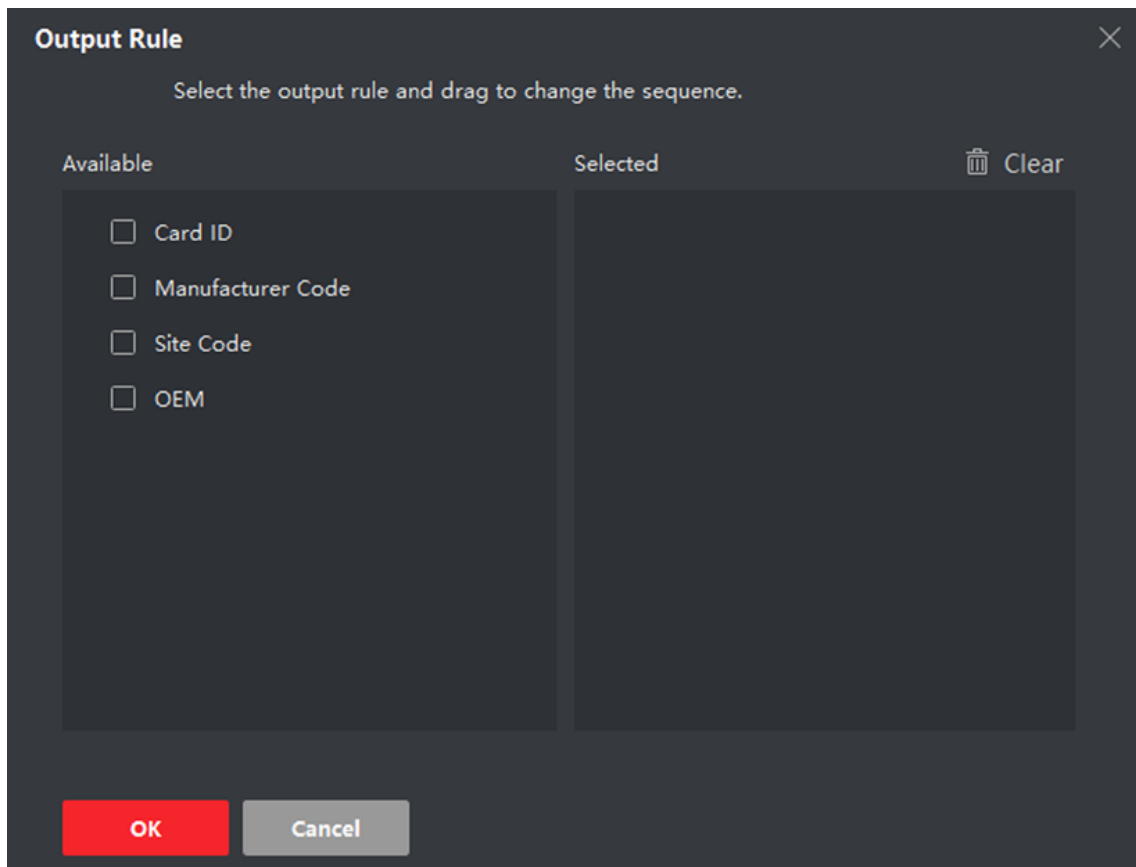 Output Rule
Select the output rule and drag to change the sequence.
Available
Selected
Clear
Card ID
Manufacturer Code
Site Code
OEM
OK
Cancel